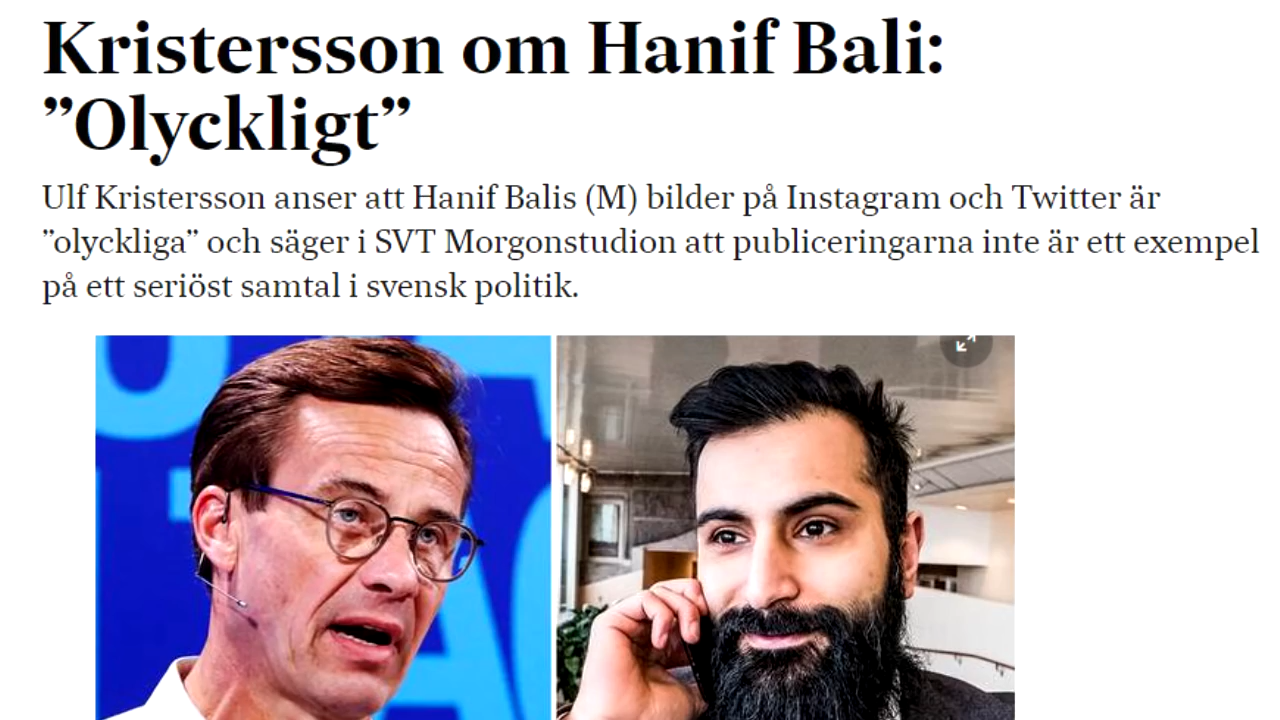 Kristersson om Hanif Bali:
”Olyckligt”
Ulf Kristersson anser att Hanif Balis (M) bilder på Instagram och Twitter är
”olyckliga” och säger i SVT Morgonstudion att publiceringarna inte är ett exempel
på ett seriöst samtal i svensk politik.